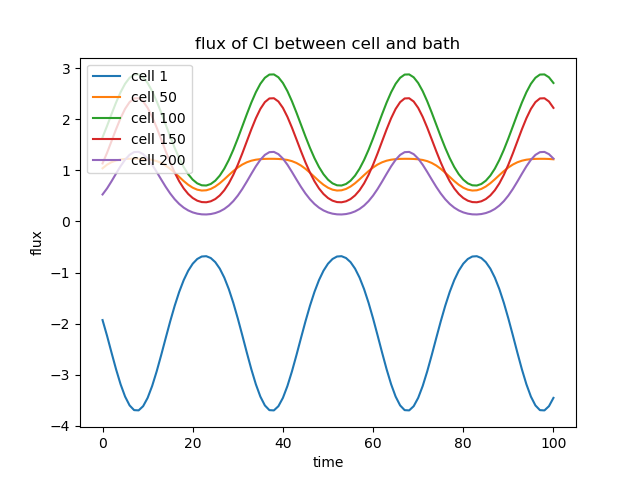 flux of Cl between cell and bath
cell 1
cell 50
cell 100
cell 150
cell 200
3
2
1
0
−1
−2
−3
−4
flux
0
20
40
60
80
100
time